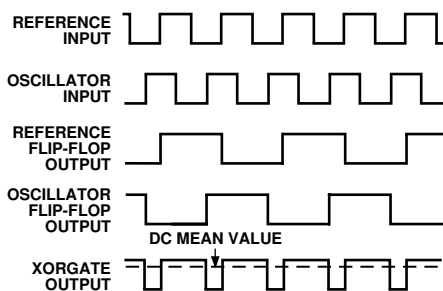 REFERENCE
INPUT
OSCILLATOR
INPUT
REFERENCE
FLIP-FLOP
OUTPUT
OSCILLATOR
FLIP-FLOP
OUTPUT
DC MEAN VALUE
XORGATE
OUTPUT